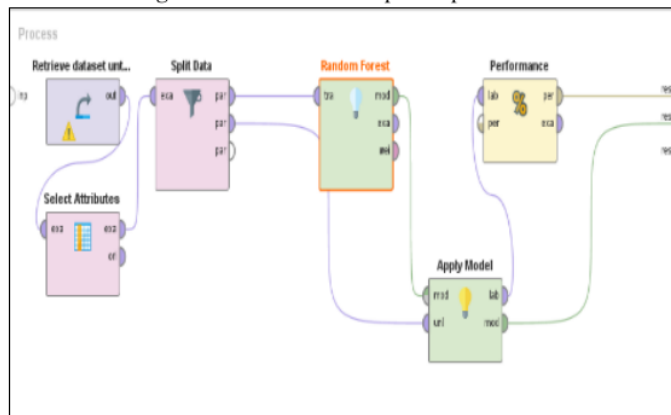 Process
Retrieve dataset unt...
inp
out
Split Data
exa
par
par
par
Random Forest
tra
mod
exa
wei
Performance
lab
per
per
exa
res
res
res
Select Attributes
exa
exa
ori
Apply Model
mod
unl
lab
mod